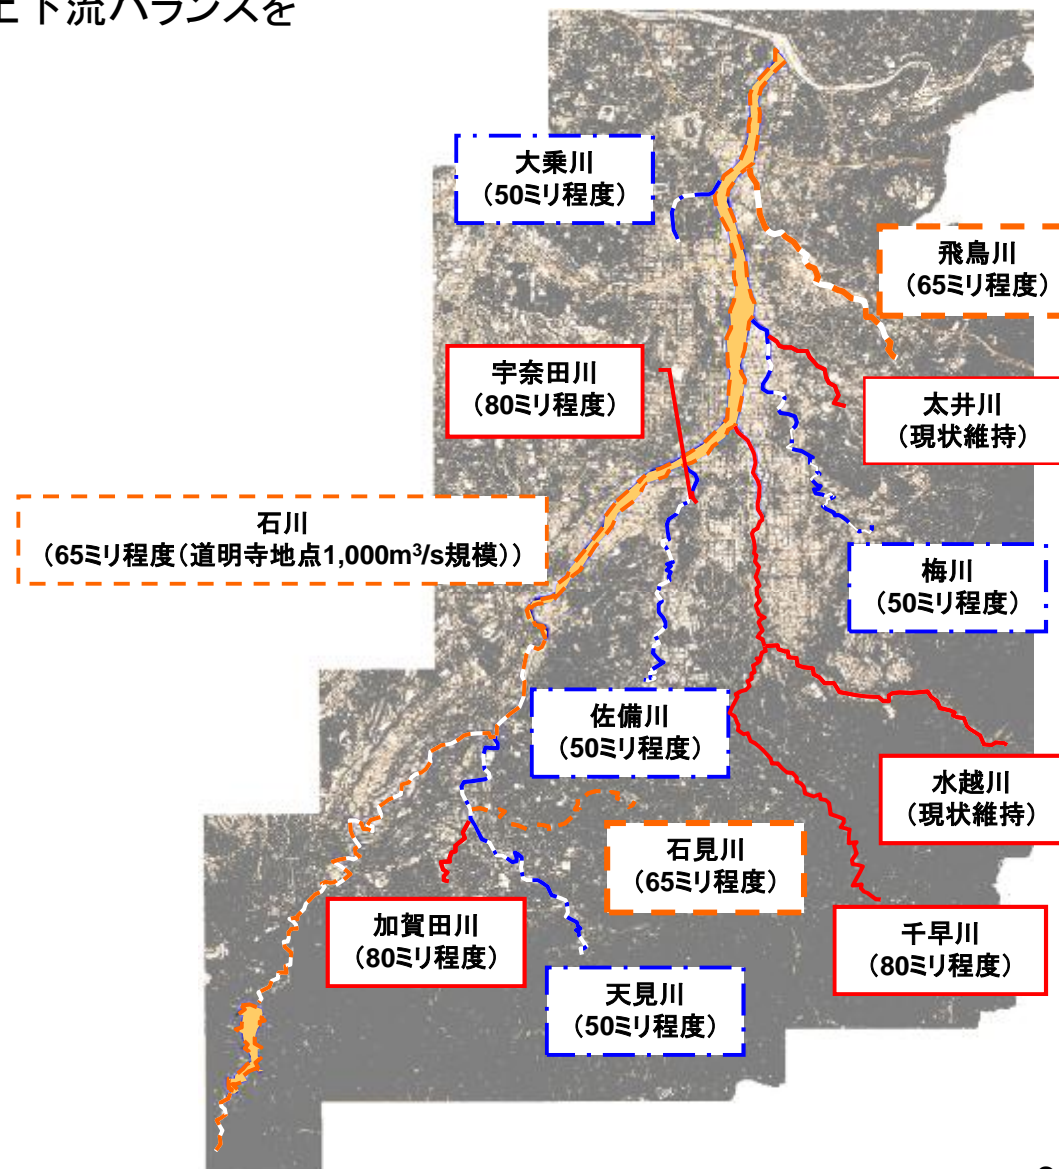 上下流バランスを
大乗川
(50ミリ程度)
飛鳥川
(65ミリ程度)
宇奈田川
(80ミリ程度)
太井川
(現状維持)
石川
(65ミリ程度(道明寺地点1,000m³/s規模))
梅川
(50ミリ程度)
佐備川
(50ミリ程度)
水越川
(現状維持)
石見川
(65ミリ程度)
加賀田川
(80ミリ程度)
千早川
(80ミリ程度)
天見川
(50ミリ程度)